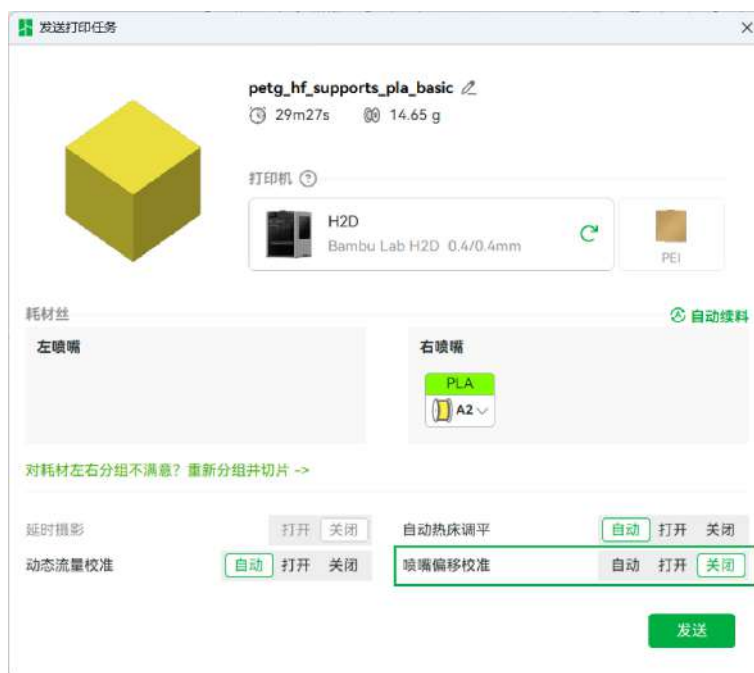 发送打印任务
petg_hf_supports_pla_basic
29m27s 14.65 g
打印机
H2D
Bambu Lab H2D 0.4/0.4mm
PEI
耗材丝 自动续料
左喷嘴 右喷嘴
PLA
A2
对耗材左右分组不满意？重新分组并切片 ->
延时摄影 打开 关闭 自动热床调平 自动 打开 关闭
动态流量校准 自动 打开 关闭 喷嘴偏移校准 自动 打开 关闭
发送